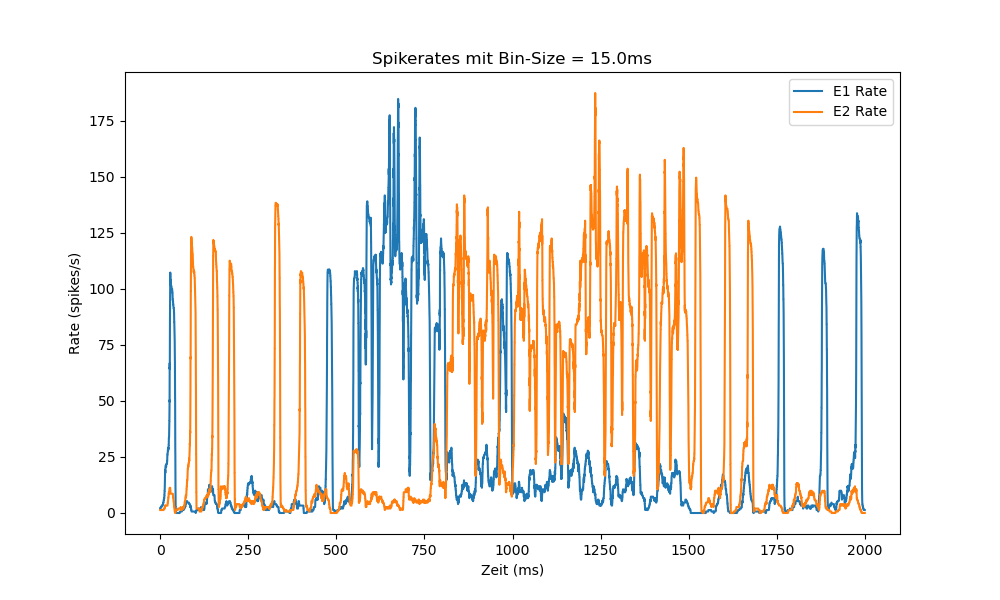 Spikerates mit Bin-Size = 15.0ms
E1 Rate
E2 Rate
175
150
125
100
75
50
25
0
Rate (spikes/s)
0 250 500 750 1000 1250 1500 1750 2000
Zeit (ms)